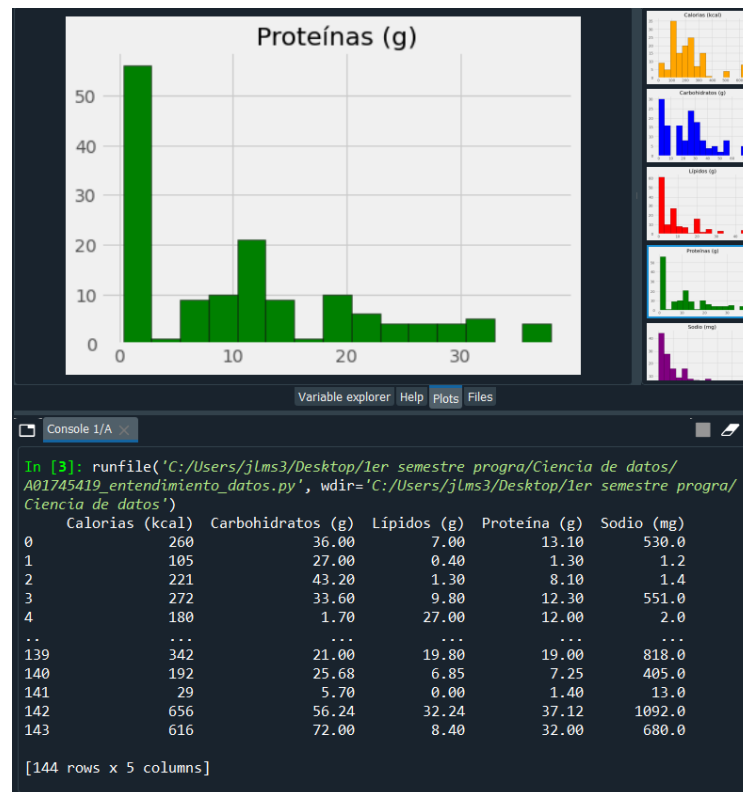 Proteínas (g)
50
40
30
20
10
0
0 10 20 30
Calorías (kcal)
Carbohidratos (g)
Lípidos (g)
Proteínas (g)
Sodio (mg)
Variable explorer Help Plots Files
Console 1/A
In [3]: runfile('C:/Users/jlms3/Desktop/1er semestre progra/Ciencia de datos/
A01745419_entendimiento_datos.py', wdir='C:/Users/jlms3/Desktop/1er semestre progra/
Ciencia de datos')
Calorías (kcal) Carbohidratos (g) Lípidos (g) Proteína (g) Sodio (mg)
0 260 36.00 7.00 13.10 530.0
1 105 27.00 0.40 1.30 1.2
2 221 43.20 1.30 8.10 1.4
3 272 33.60 9.80 12.30 551.0
4 180 1.70 27.00 12.00 2.0
.. ... ... ... ... ...
139 342 21.00 19.80 19.00 818.0
140 192 25.68 6.85 7.25 405.0
141 29 5.70 0.00 1.40 13.0
142 656 56.24 32.24 37.12 1092.0
143 616 72.00 8.40 32.00 680.0
[144 rows x 5 columns]